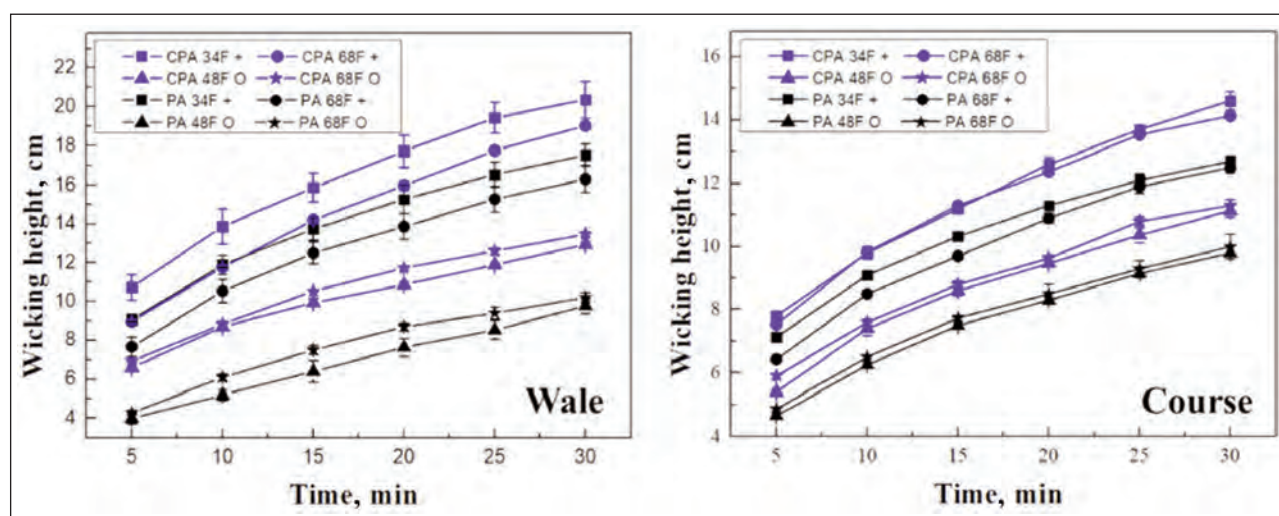 CPA 34F + CPA 68F +
CPA 48F O CPA 68F O
PA 34F + PA 68F +
PA 48F O PA 68F O
Wicking height, cm
22
20
18
16
14
12
10
8
6
4
5 10 15 20 25 30
Time, min
Wale
CPA 34F + CPA 68F +
CPA 48F O CPA 68F O
PA 34F + PA 68F +
PA 48F O PA 68F O
Wicking height, cm
16
14
12
10
8
6
4
5 10 15 20 25 30
Time, min
Course